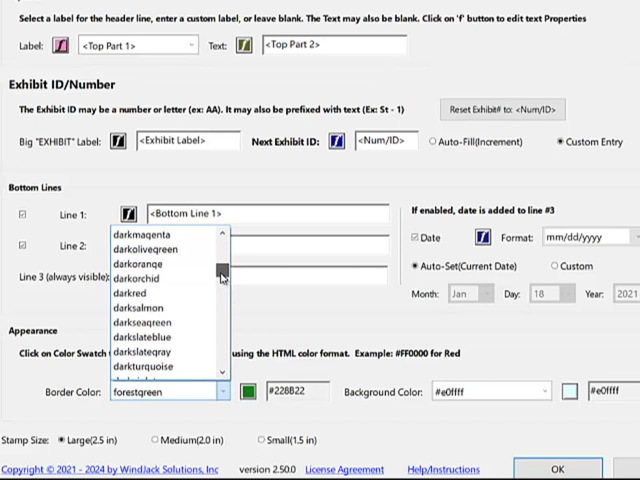 Select a label for the header line, enter a custom label, or leave blank. The Text may also be blank. Click on 'f' button to edit text Properties
Label: f <Top Part 1> Text: f <Top Part 2>
Exhibit ID/Number
The Exhibit ID may be a number or letter (ex: AA). It may also be prefixed with text (Ex: St - 1) Reset Exhibit# to: <Num/ID>
Big "EXHIBIT" Label: f <Exhibit Label> Next Exhibit ID: f <Num/ID> Auto-Fill(Increment) Custom Entry
Bottom Lines
If enabled, date is added to line #3
Line 1: f <Bottom Line 1>
Line 2:
Date f Format: mm/dd/yyyy
Line 3 (always visible):
Auto-Set(Current Date) Custom
Month: Jan Day: 18 Year: 2021
darkmagenta
darkolivegreen
darkorange
darkorchid
darkred
darksalmon
darkseagreen
darkslateblue
darkslategray
darkturquoise
Appearance
Click on Color Swatch using the HTML color format. Example: #FF0000 for Red
Border Color: forestgreen #228B22 Background Color: #e0ffff #e0ffff
Stamp Size: Large(2.5 in) Medium(2.0 in) Small(1.5 in)
Copyright © 2021 - 2024 by WindJack Solutions, Inc version 2.50.0 License Agreement Help/Instructions OK